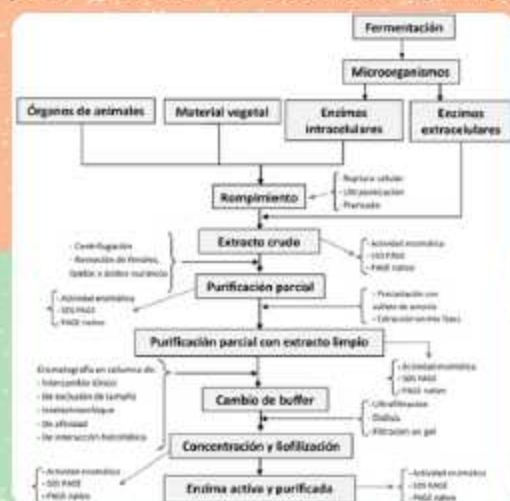 Fermentación
Microorganismos
Órganos de animales
Material vegetal
Enzimas
intracelulares
Enzimas
extracelulares
Rompimiento
- Ruptura celular
- Ultrasonicación
- Prensado
Extracto crudo
- Actividad enzimática
- SDS PAGE
- PAGE nativo
- Centrifugación
- Remoción de fenoles,
lípidos o ácidos nucleicos
Purificación parcial
- Actividad enzimática
- SDS PAGE
- PAGE nativo
- Precipitación con
sulfato de amonio
Purificación parcial con extracto limpio
- Actividad enzimática
- SDS PAGE
- PAGE nativo
Cromatografía en columna de:
- Intercambio iónico
- De exclusión de tamaño
- De afinidad
- De interacción hidrofóbica
Cambio de buffer
- Ultrafiltración
- Diálisis
- Filtración en gel
Concentración y liofilización
- Actividad enzimática
- SDS PAGE
- PAGE nativo
Enzima activa y purificada
- Actividad enzimática
- SDS PAGE
- PAGE nativo